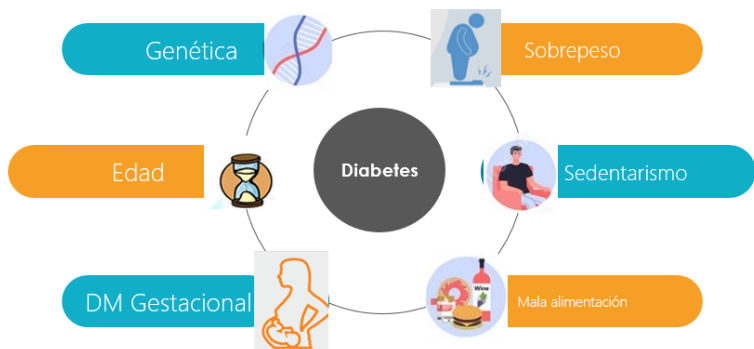 Genética
Sobrepeso
Edad
Diabetes
Sedentarismo
DM Gestacional
Wine
Mala alimentación